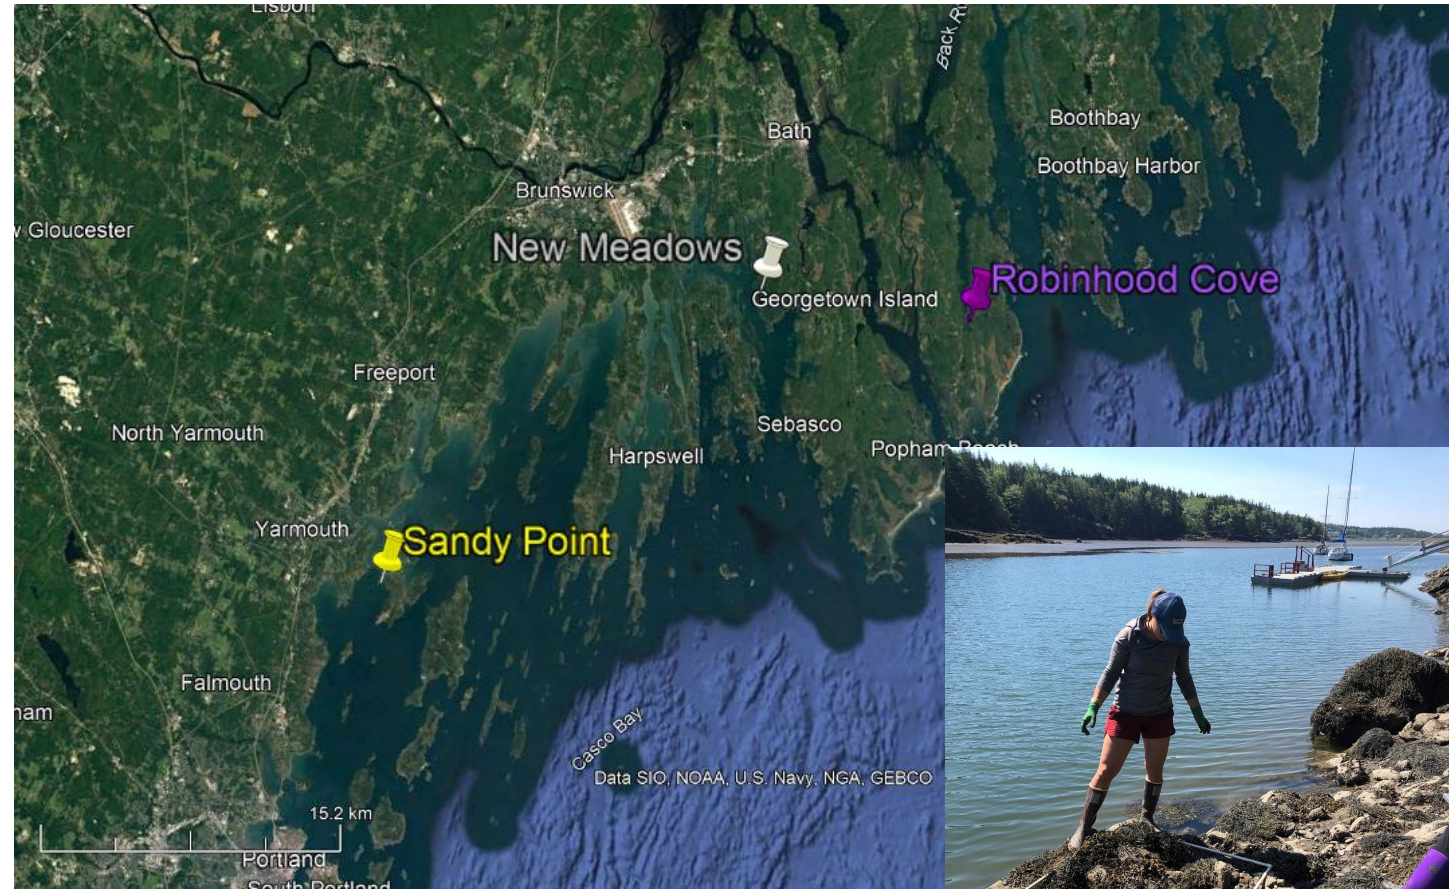 Lisbon
Back Ri
Bath
Boothbay
Boothbay Harbor
Brunswick
w Gloucester
New Meadows
Robinhood Cove
Georgetown Island
Freeport
Sebasco
North Yarmouth
Harpswell
Popham Beach
Yarmouth
Sandy Point
Falmouth
ham
Casco Bay
Data SIO, NOAA, U.S. Navy, NGA, GEBCO
15.2 km
Portland
South Portland